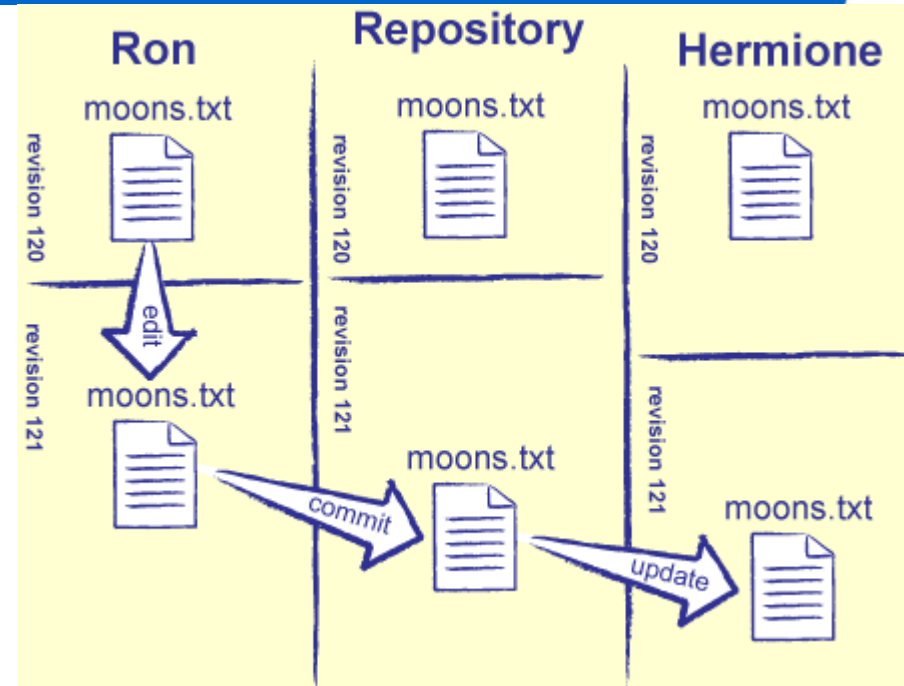 Ron
Repository
Hermione
moons.txt
moons.txt
moons.txt
revision 120
revision 120
revision 120
edit
revision 121
revision 121
revision 121
moons.txt
commit
moons.txt
update
moons.txt